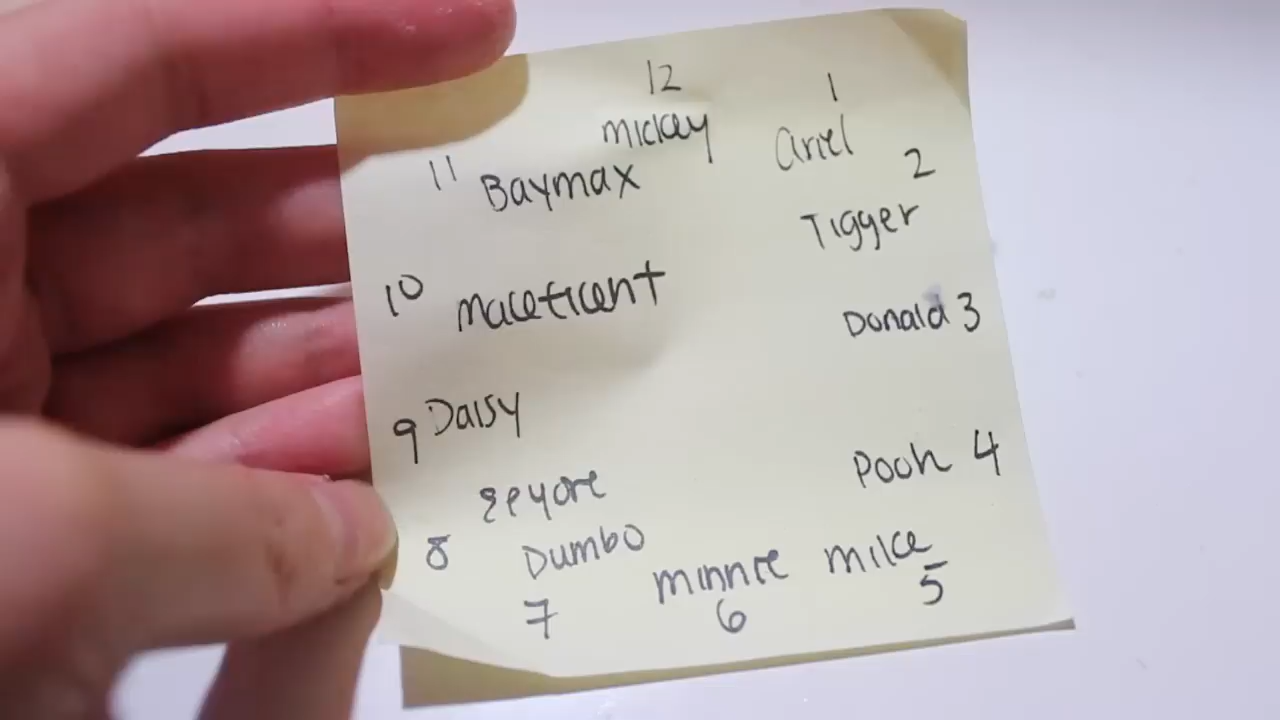 12
Mickey
1
Ariel
11
Baymax
2
Tigger
10
Maleficent
Donald 3
9 Daisy
Pooh 4
8
Eeyore
Dumbo
7
Minnie
6
Mike
5